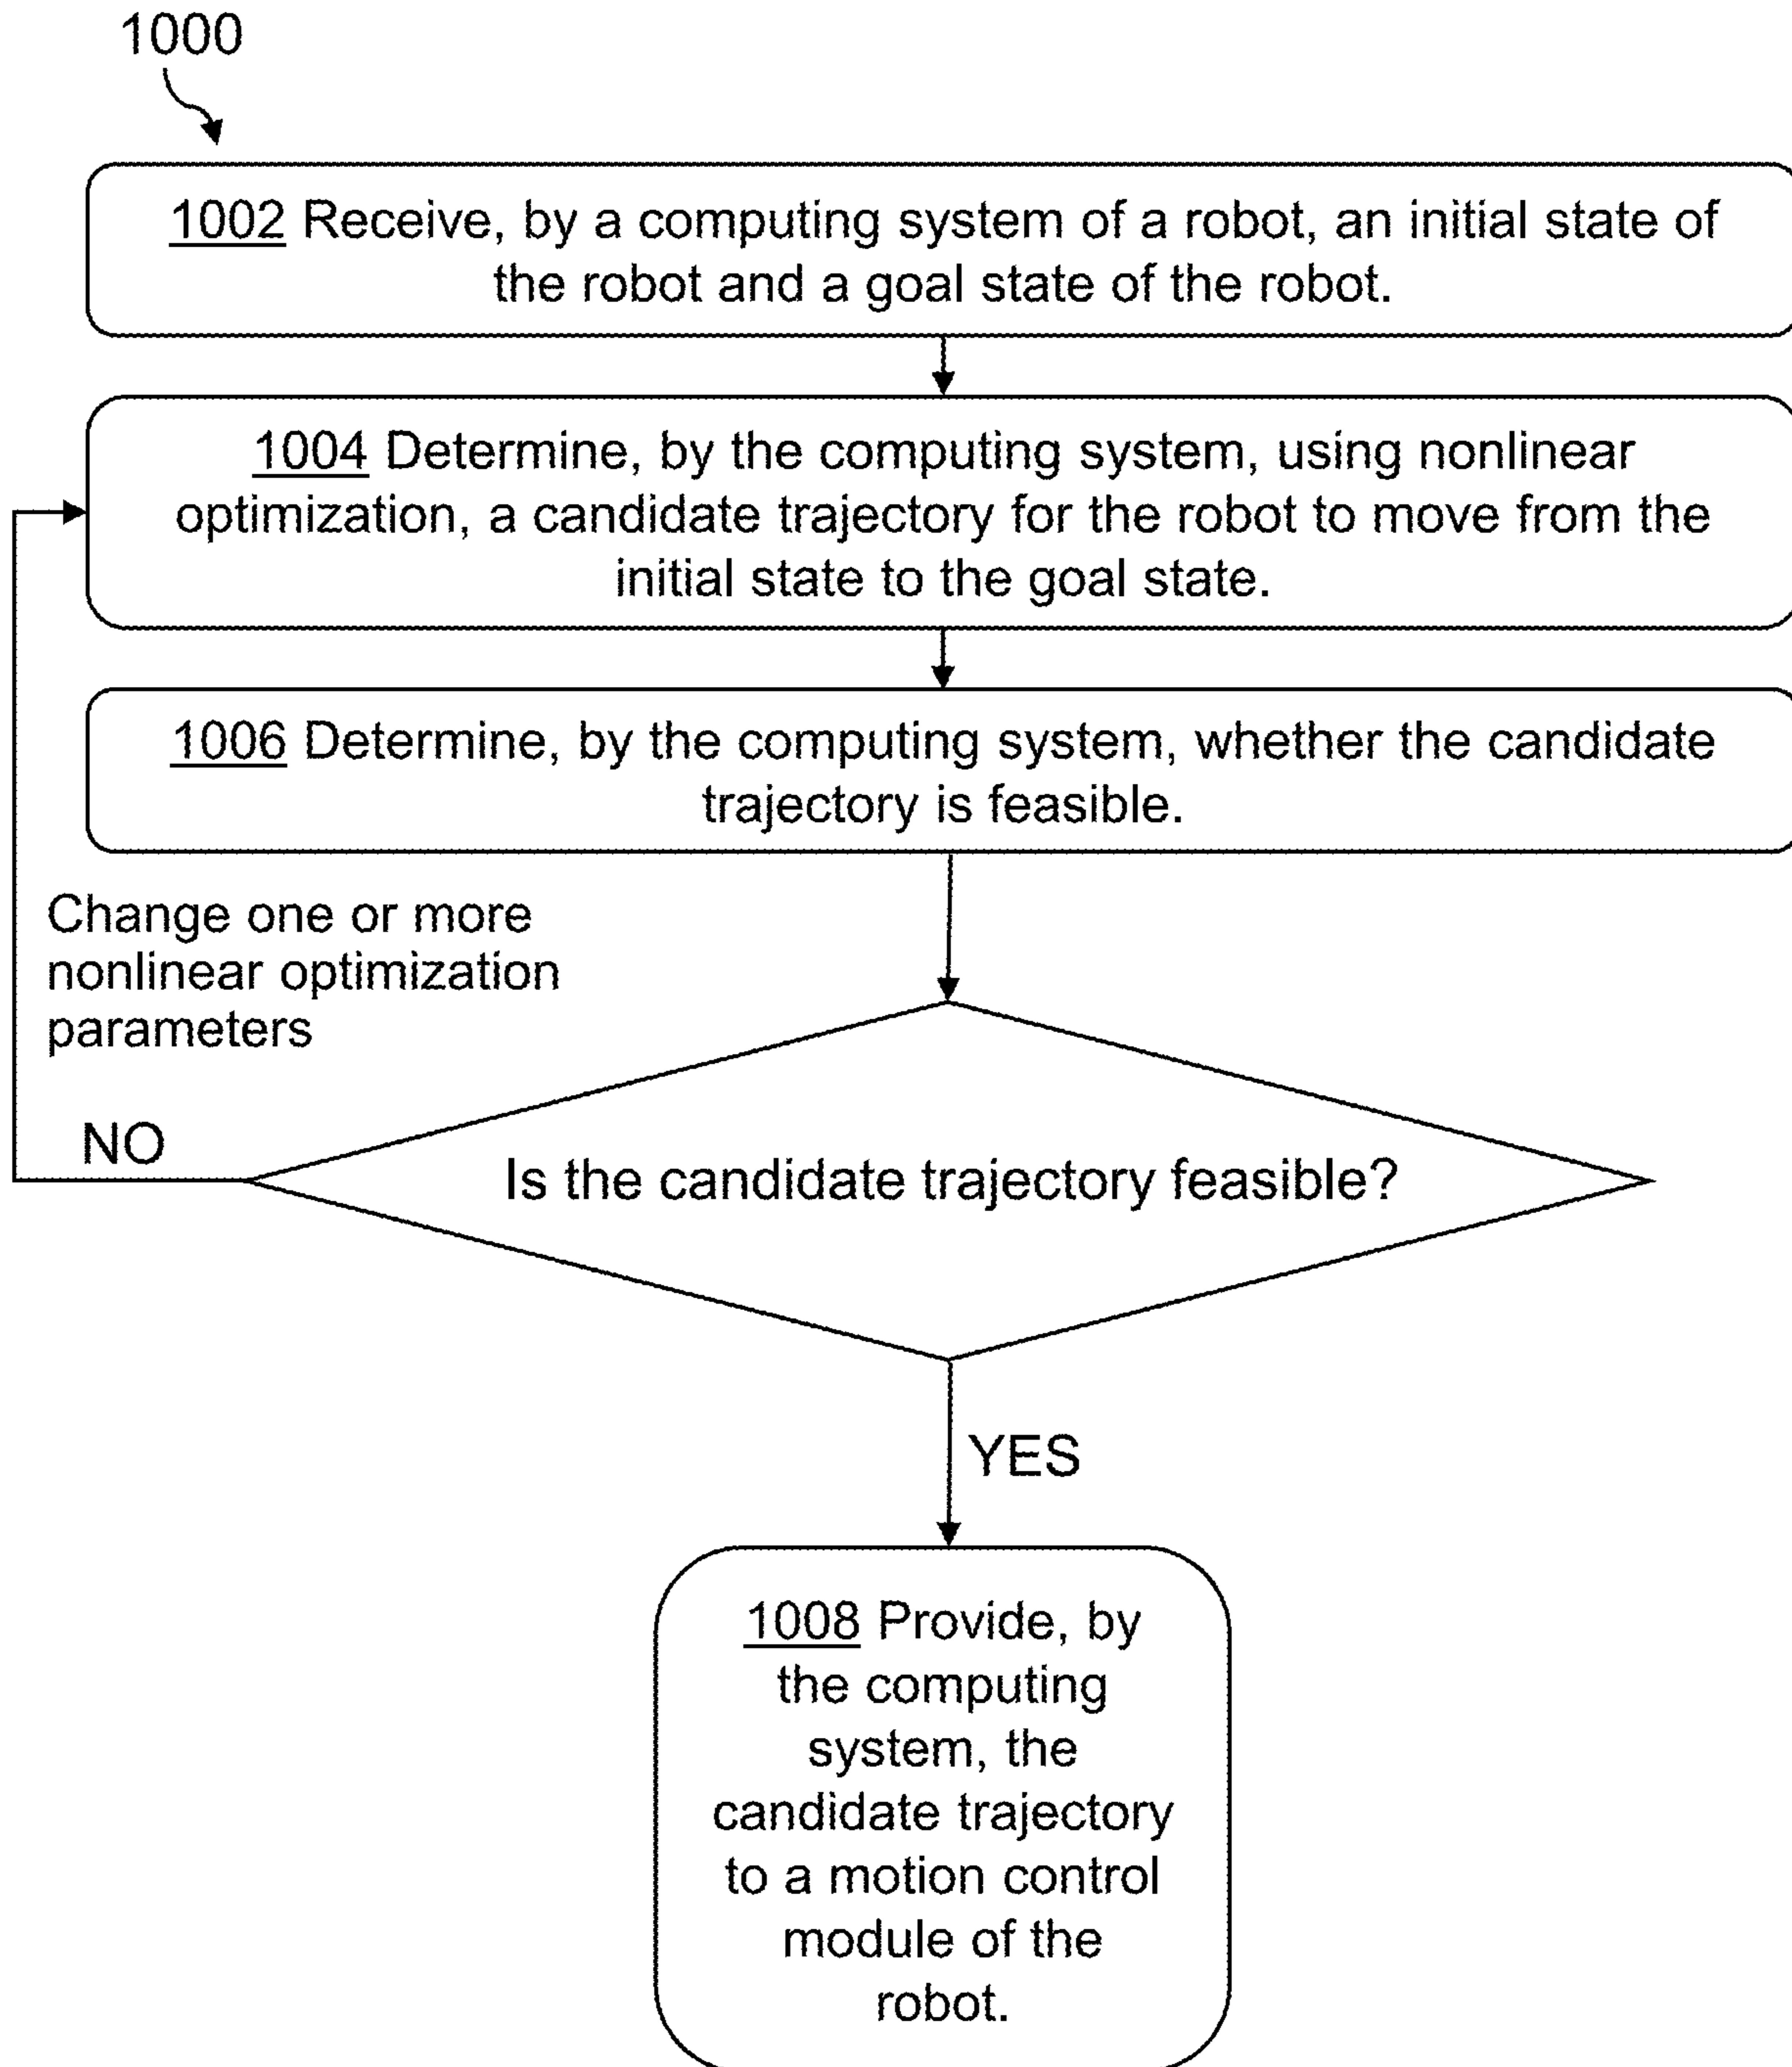 1000
1002 Receive, by a computing system of a robot, an initial state of
the robot and a goal state of the robot.
1004 Determine, by the computing system, using nonlinear
optimization, a candidate trajectory for the robot to move from the
initial state to the goal state.
1006 Determine, by the computing system, whether the candidate
trajectory is feasible.
Change one or more
nonlinear optimization
parameters
NO
Is the candidate trajectory feasible?
YES
1008 Provide, by
the computing
system, the
candidate trajectory
to a motion control
module of the
robot.